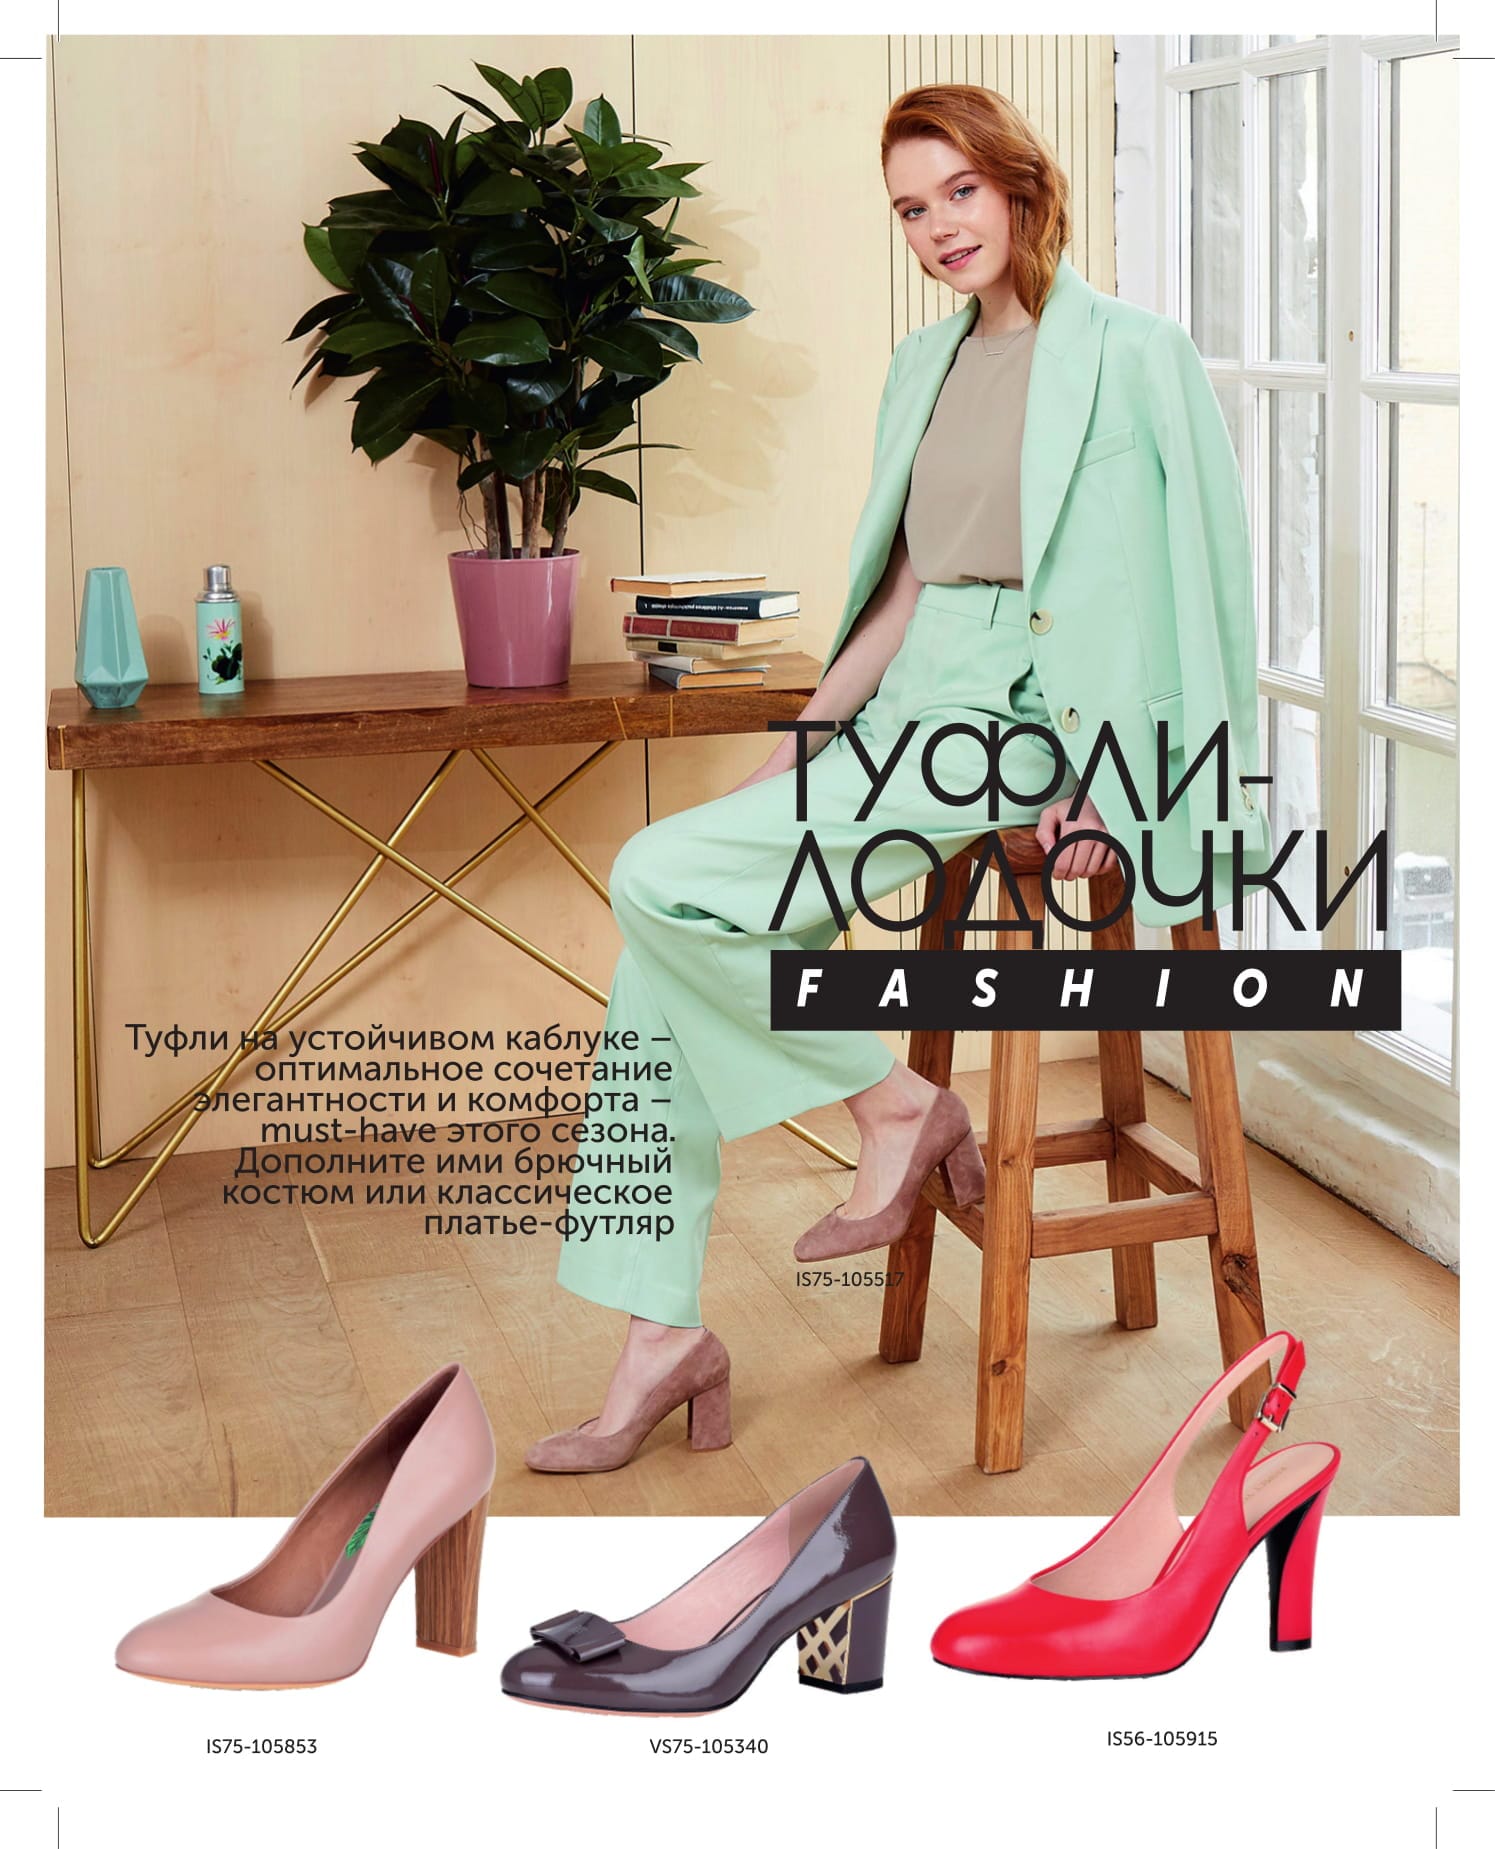 ТУФЛИ-
ЛОДОЧКИ
FASHION
Туфли на устойчивом каблуке –
оптимальное сочетание
элегантности и комфорта –
must-have этого сезона.
Дополните ими брючный
костюм или классическое
платье-футляр
IS75-105517
IS75-105853
VS75-105340
IS56-105915